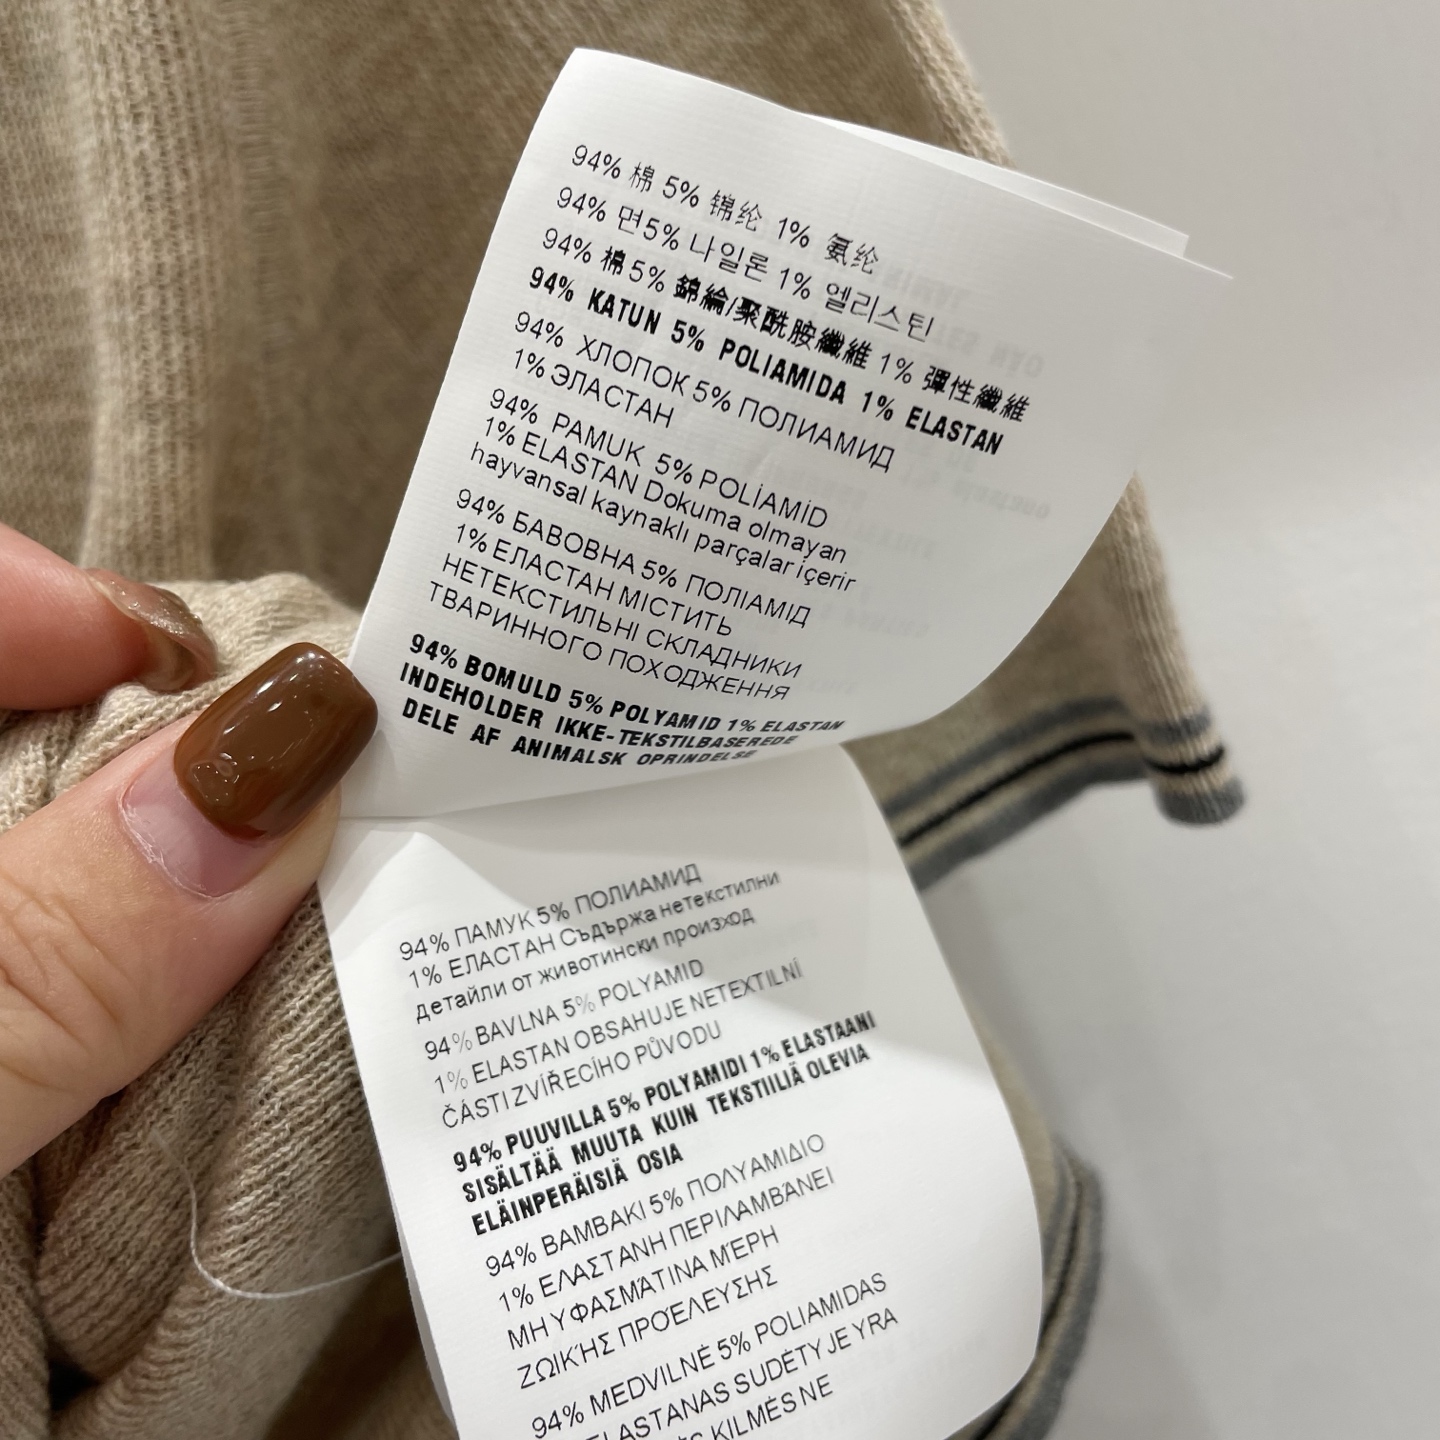 94% 棉 5% 锦纶 1% 氨纶
94% 면5% 나일론 1% 엘리스틴
94% 棉 5% 錦綸/聚酰胺纖維 1% 彈性纖維
94% KATUN 5% POLIAMIDA 1% ELASTAN
94% ХЛОПОК 5% ПОЛИАМИД
1% ЭЛАСТАН
94% PAMUK 5% POLİAMİD
1% ELASTAN Dokuma olmayan
hayvansal kaynaklı parçalar içerir
94% БАВОВНА 5% ПОЛІАМІД
1% ЕЛАСТАН МІСТИТЬ
НЕТЕКСТИЛЬНІ СКЛАДНИКИ
ТВАРИННОГО ПОХОДЖЕННЯ
94% BOMULD 5% POLYAMID 1% ELASTAN
INDEHOLDER IKKE-TEKSTILBASEREDE
DELE AF ANIMALSK OPRINDELSE
94% ПАМУК 5% ПОЛИАМИД
1% ЕЛАСТАН Съдържа нетекстилни
детайли от животински произход
94% BAVLNA 5% POLYAMID
1% ELASTAN OBSAHUJE NETEXTILNÍ
ČÁSTI ZVÍŘECÍHO PŮVODU
94% PUUVILLA 5% POLYAMIDI 1% ELASTAANI
SISÄLTÄÄ MUUTA KUIN TEKSTIILIÄ OLEVIA
ELÄINPERÄISIÄ OSIA
94% ΒΑΜΒΑΚΙ 5% ΠΟΛΥΑΜΙΔΙΟ
1% ΕΛΑΣΤΑΝΗ ΠΕΡΙΛΑΜΒΆΝΕΙ
ΜΗ ΥΦΑΣΜΆΤΙΝΑ ΜΈΡΗ
ΖΩΙΚΉΣ ΠΡΟΈΛΕΥΣΗΣ
94% MEDVILNĖ 5% POLIAMIDAS
ELASTANAS SUDĖTY JE YRA
KILMĖS NE